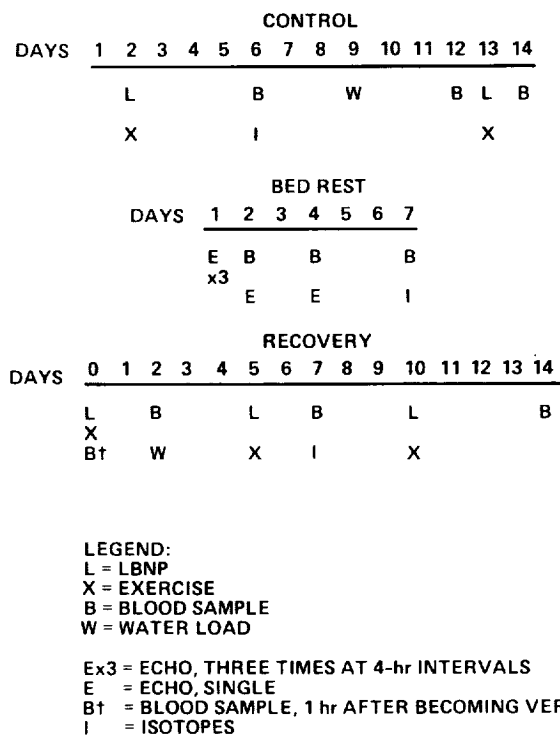 CONTROL
DAYS 1 2 3 4 5 6 7 8 9 10 11 12 13 14
L B W B L B
X I X
BED REST
DAYS 1 2 3 4 5 6 7
E B B B
x3
E E I
RECOVERY
DAYS 0 1 2 3 4 5 6 7 8 9 10 11 12 13 14
L B L B L B
X
B† W X I X
LEGEND:
L = LBNP
X = EXERCISE
B = BLOOD SAMPLE
W = WATER LOAD
Ex3 = ECHO, THREE TIMES AT 4-hr INTERVALS
E = ECHO, SINGLE
B† = BLOOD SAMPLE, 1 hr AFTER BECOMING VER
I = ISOTOPES